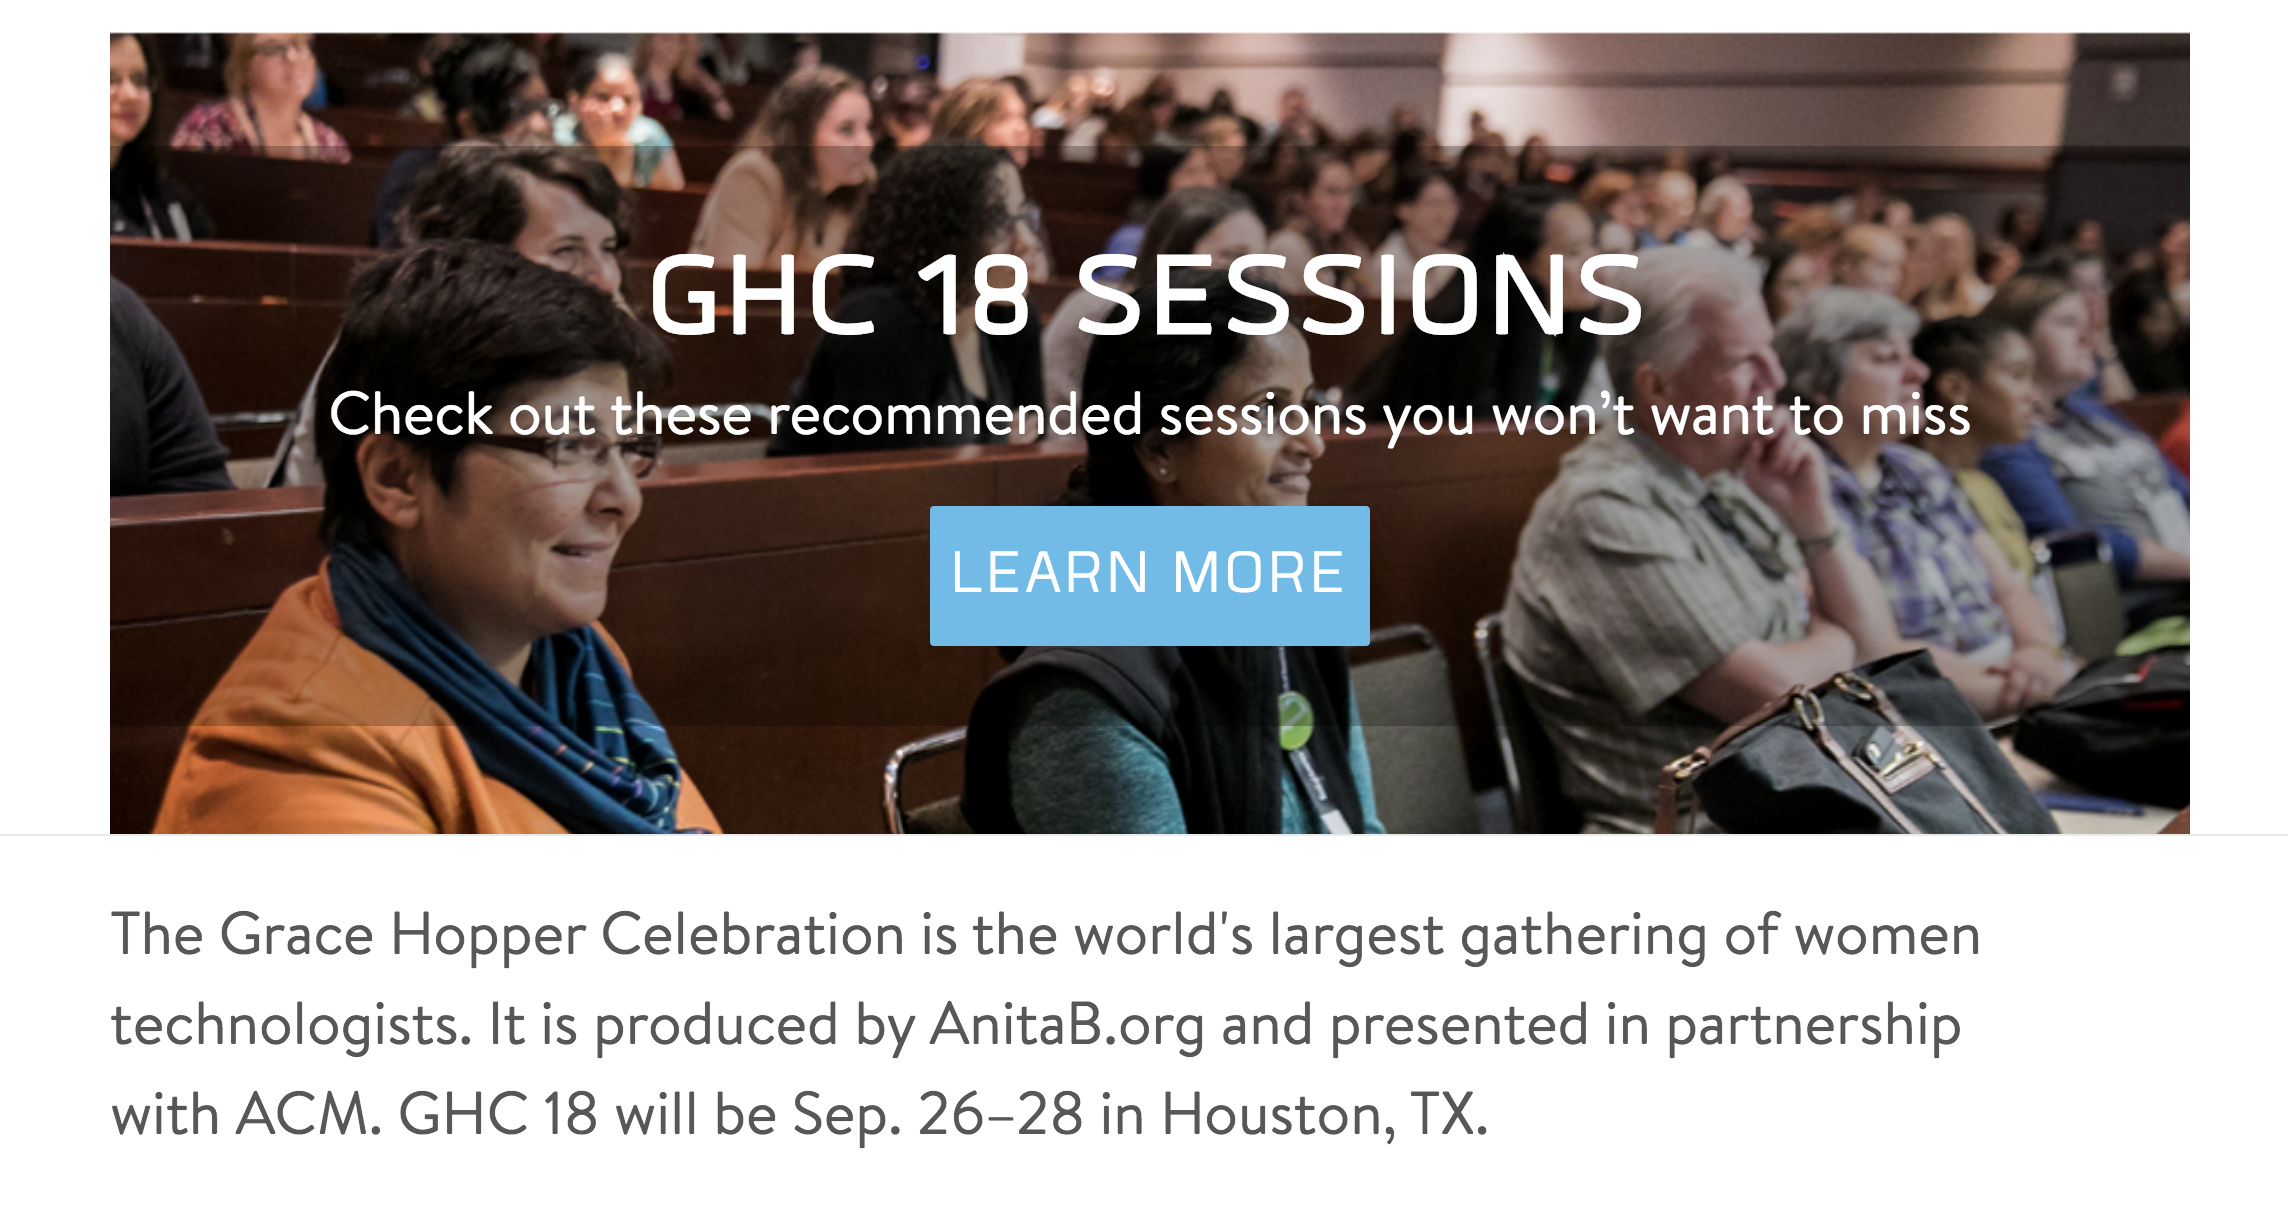 GHC 18 SESSIONS
Check out these recommended sessions you won’t want to miss
LEARN MORE
The Grace Hopper Celebration is the world's largest gathering of women
technologists. It is produced by AnitaB.org and presented in partnership
with ACM. GHC 18 will be Sep. 26–28 in Houston, TX.